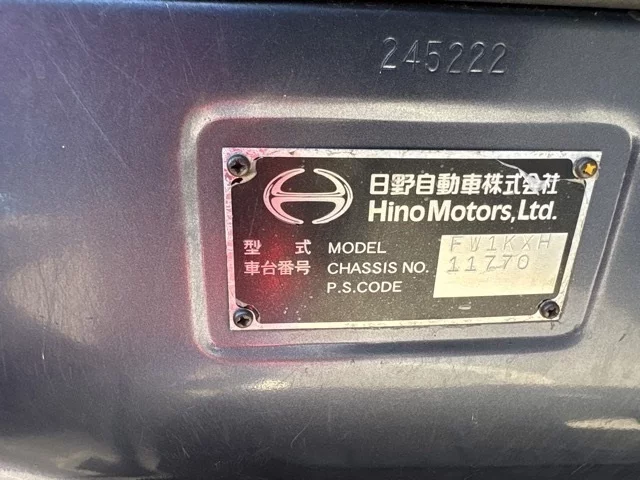 245222
日野自動車株式会社
Hino Motors, Ltd.
型 式 MODEL FW1KXH
車台番号 CHASSIS NO. 11770
P.S.CODE